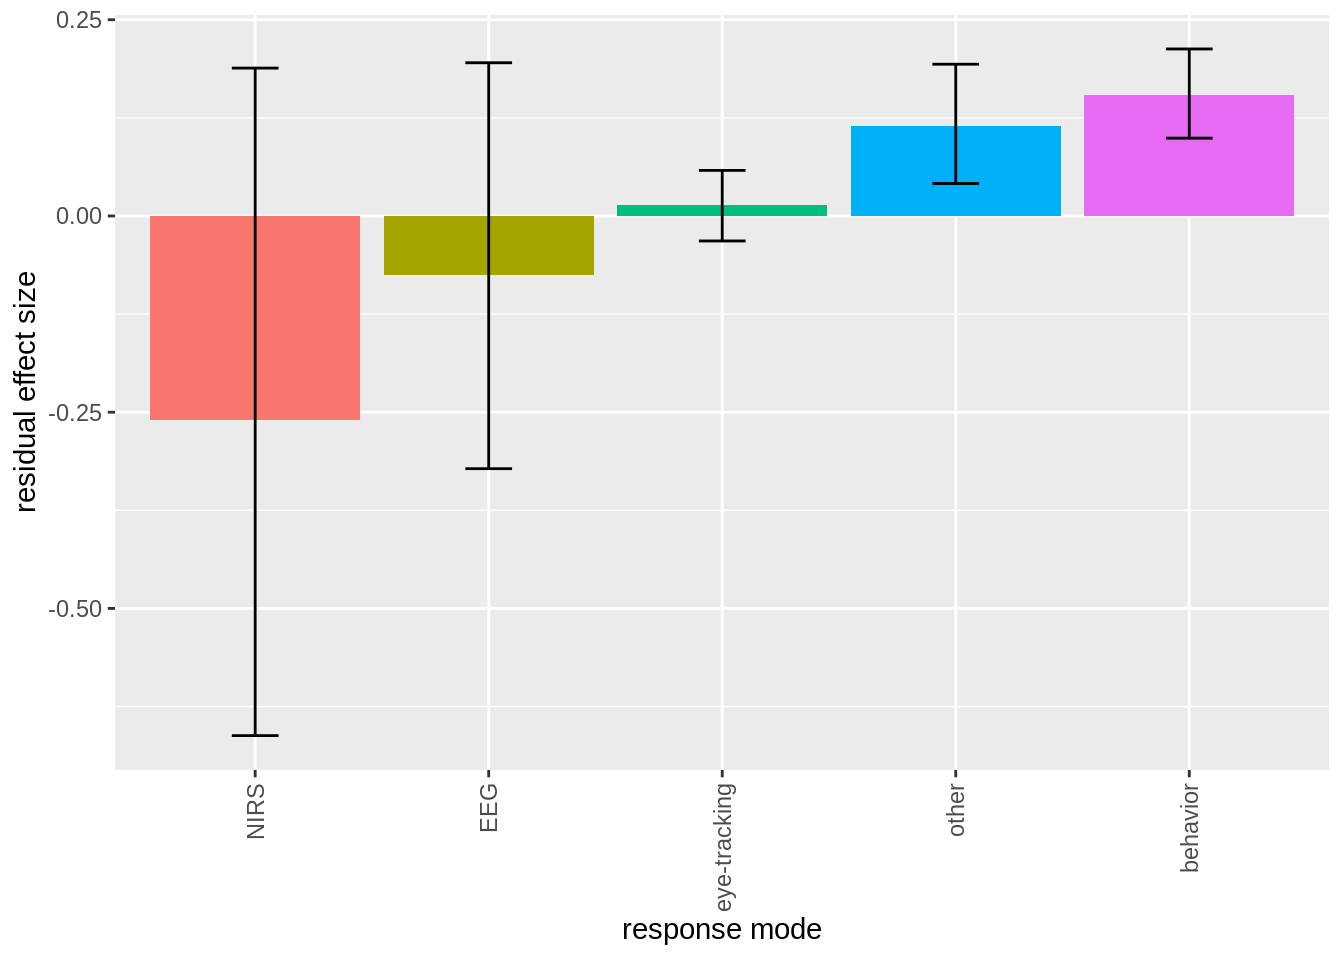 0.25
0.00
-0.25
-0.50
residual effect size
NIRS
EEG
eye-tracking
other
behavior
response mode